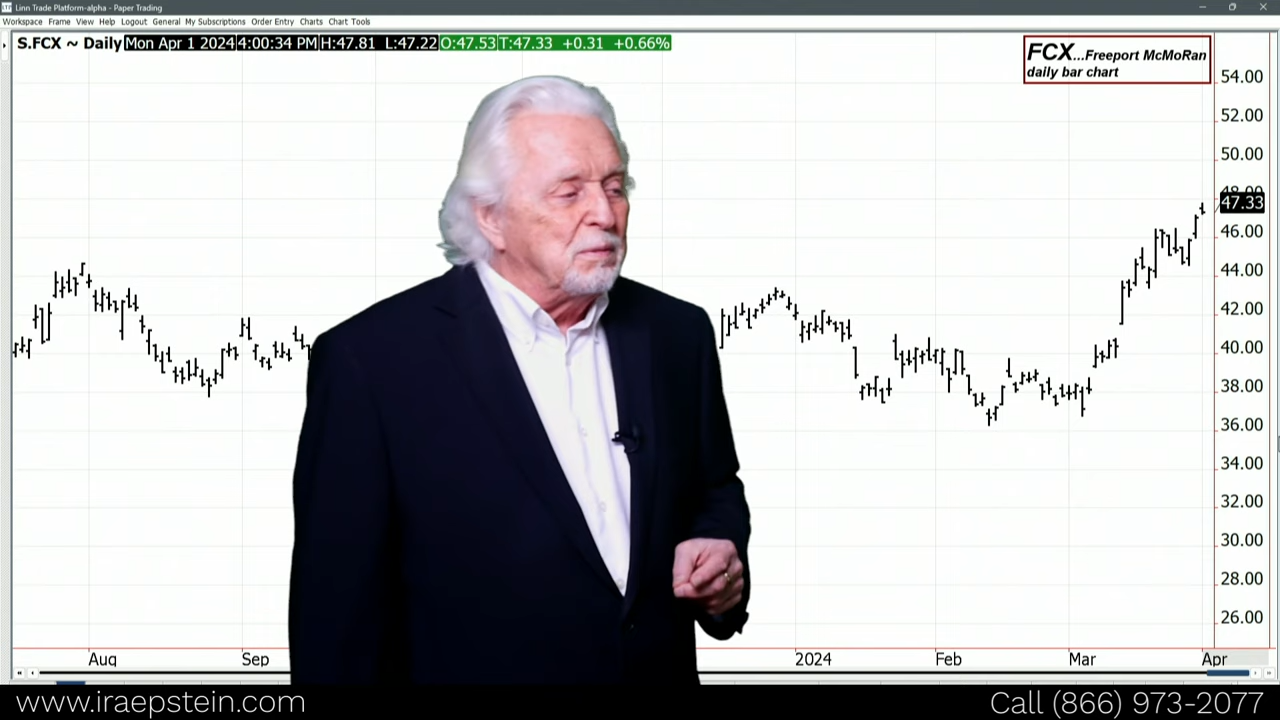 Linn Trade Platform-alpha - Paper Trading
Workspace Frame View Help Logout General My Subscriptions Order Entry Charts Chart Tools
S.FCX ~ Daily Mon Apr 1 2024 4:00:34 PM H:47.81 L:47.22 O:47.53 T:47.33 +0.31 +0.66%
FCX...Freeport McMoRan
daily bar chart
54.00
52.00
50.00
48.00
47.33
46.00
44.00
42.00
40.00
38.00
36.00
34.00
32.00
30.00
28.00
26.00
Aug Sep 2024 Feb Mar Apr
www.iraepstein.com Call (866) 973-2077